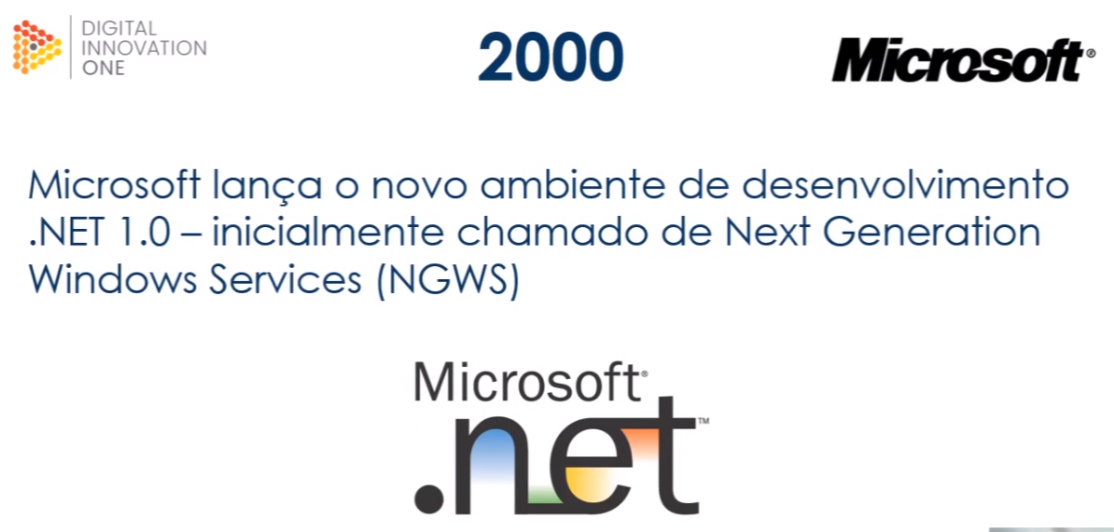 DIGITAL
INNOVATION
ONE
2000
Microsoft®
Microsoft lança o novo ambiente de desenvolvimento
.NET 1.0 – inicialmente chamado de Next Generation
Windows Services (NGWS)
Microsoft®
.net™